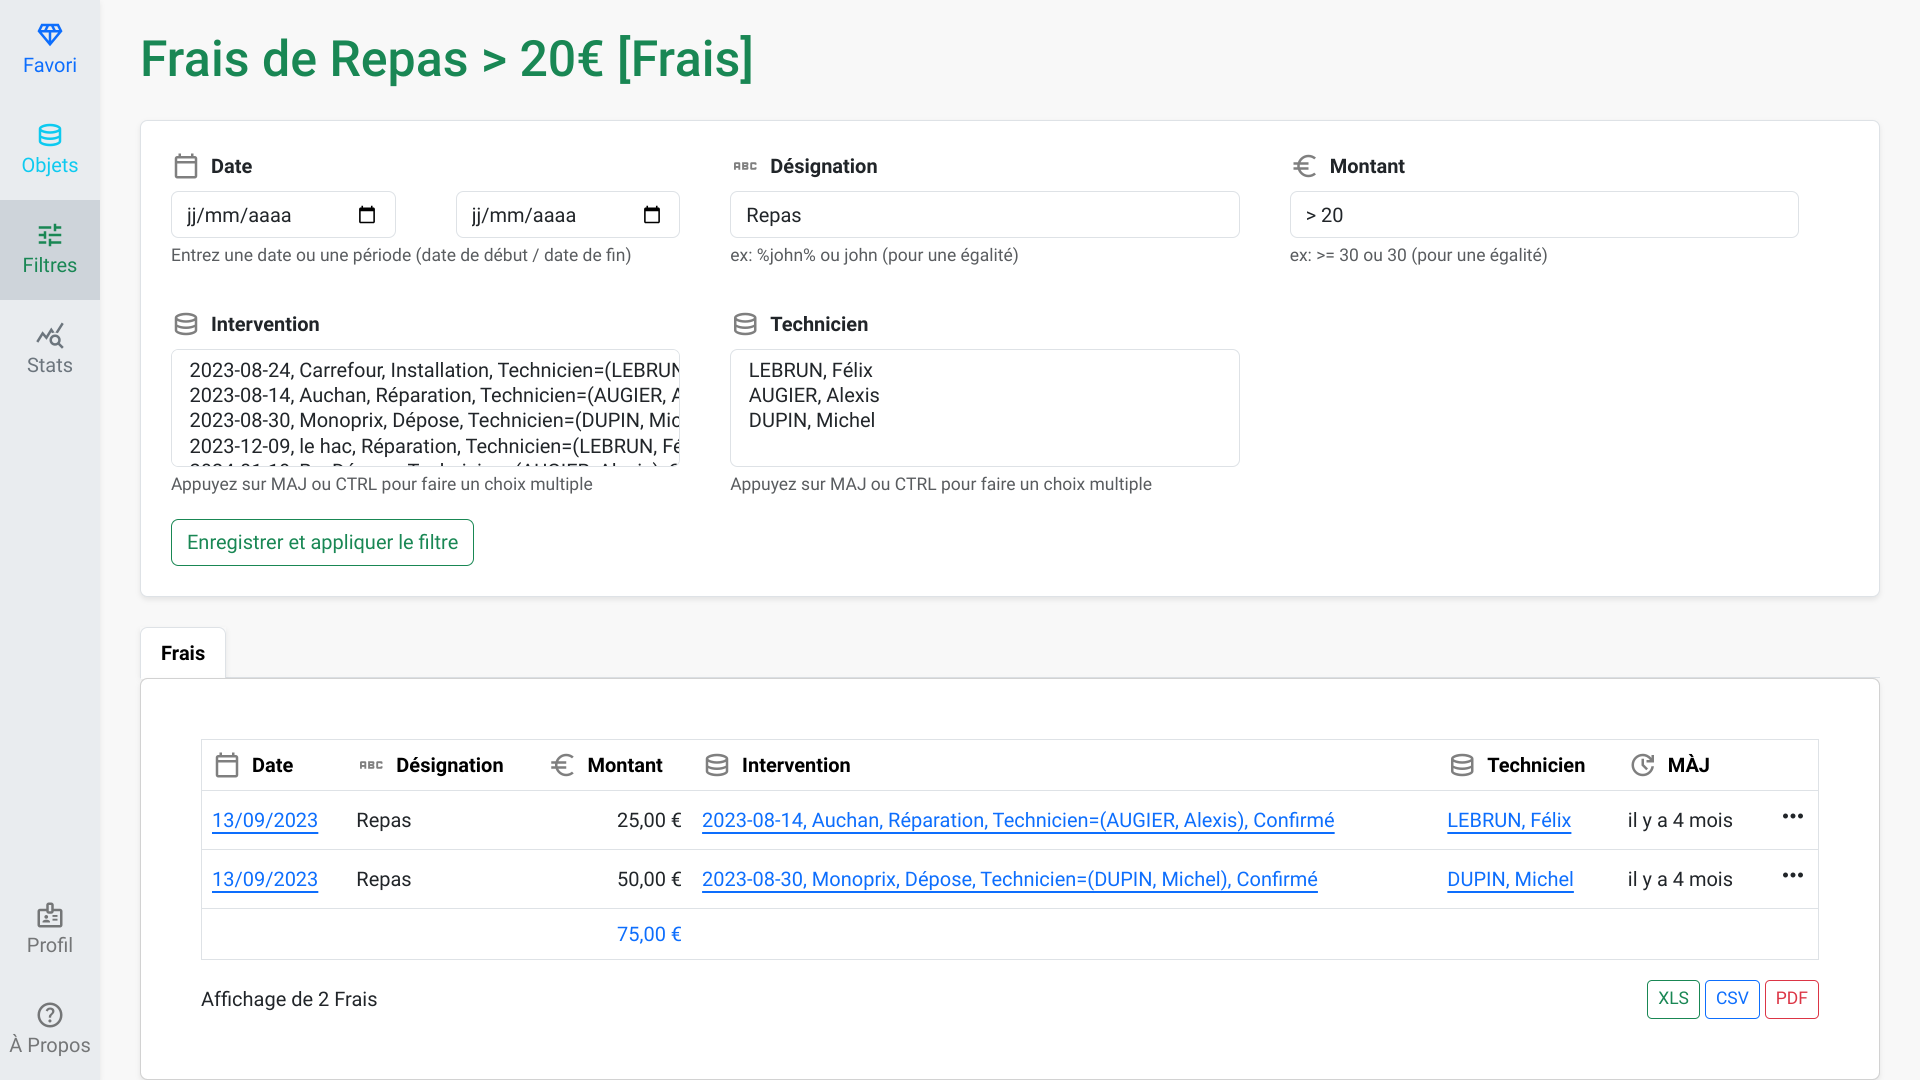 Favori
Objets
Filtres
Stats
Profil
À Propos
Frais de Repas > 20€ [Frais]
Date
jj/mm/aaaa jj/mm/aaaa
Entrez une date ou une période (date de début / date de fin)
ABC Désignation
Repas
ex: %john% ou john (pour une égalité)
€ Montant
> 20
ex: >= 30 ou 30 (pour une égalité)
Intervention
2023-08-24, Carrefour, Installation, Technicien=(LEBRUN
2023-08-14, Auchan, Réparation, Technicien=(AUGIER, A
2023-08-30, Monoprix, Dépose, Technicien=(DUPIN, Mic
2023-12-09, le hac, Réparation, Technicien=(LEBRUN, Fé
Appuyez sur MAJ ou CTRL pour faire un choix multiple
Technicien
LEBRUN, Félix
AUGIER, Alexis
DUPIN, Michel
Appuyez sur MAJ ou CTRL pour faire un choix multiple
Enregistrer et appliquer le filtre
Frais
Date ABC Désignation € Montant Intervention Technicien MÀJ
13/09/2023 Repas 25,00 € 2023-08-14, Auchan, Réparation, Technicien=(AUGIER, Alexis), Confirmé LEBRUN, Félix il y a 4 mois
13/09/2023 Repas 50,00 € 2023-08-30, Monoprix, Dépose, Technicien=(DUPIN, Michel), Confirmé DUPIN, Michel il y a 4 mois
75,00 €
Affichage de 2 Frais
XLS CSV PDF